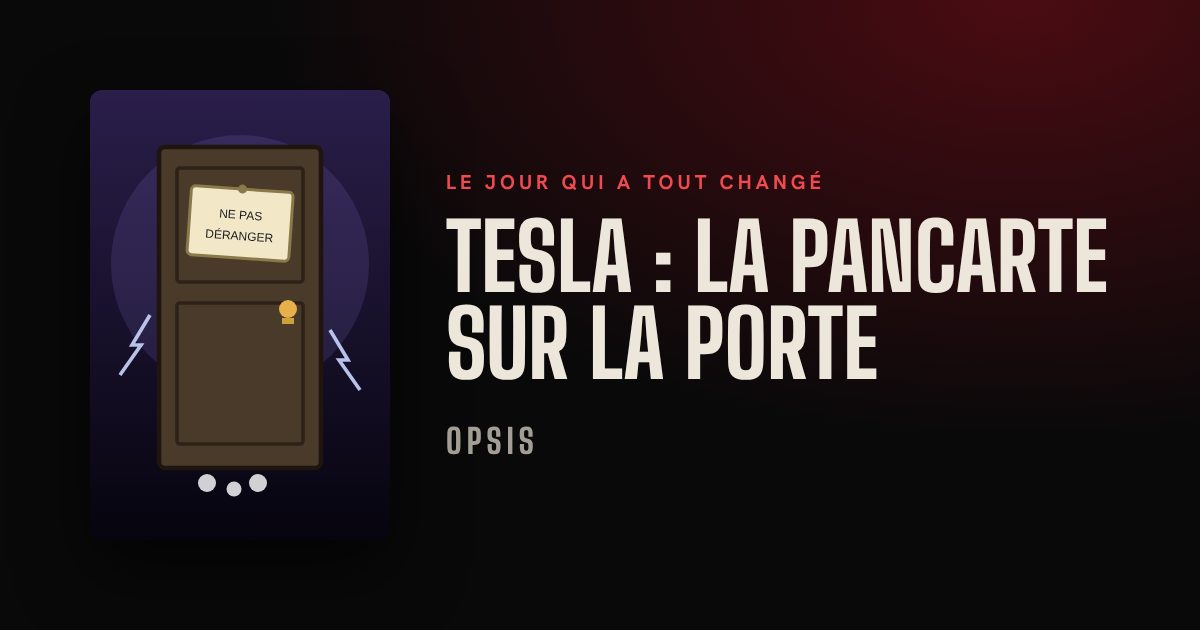 NE PAS
DÉRANGER
LE JOUR QUI A TOUT CHANGÉ
TESLA : LA PANCARTE
SUR LA PORTE
OPSIS